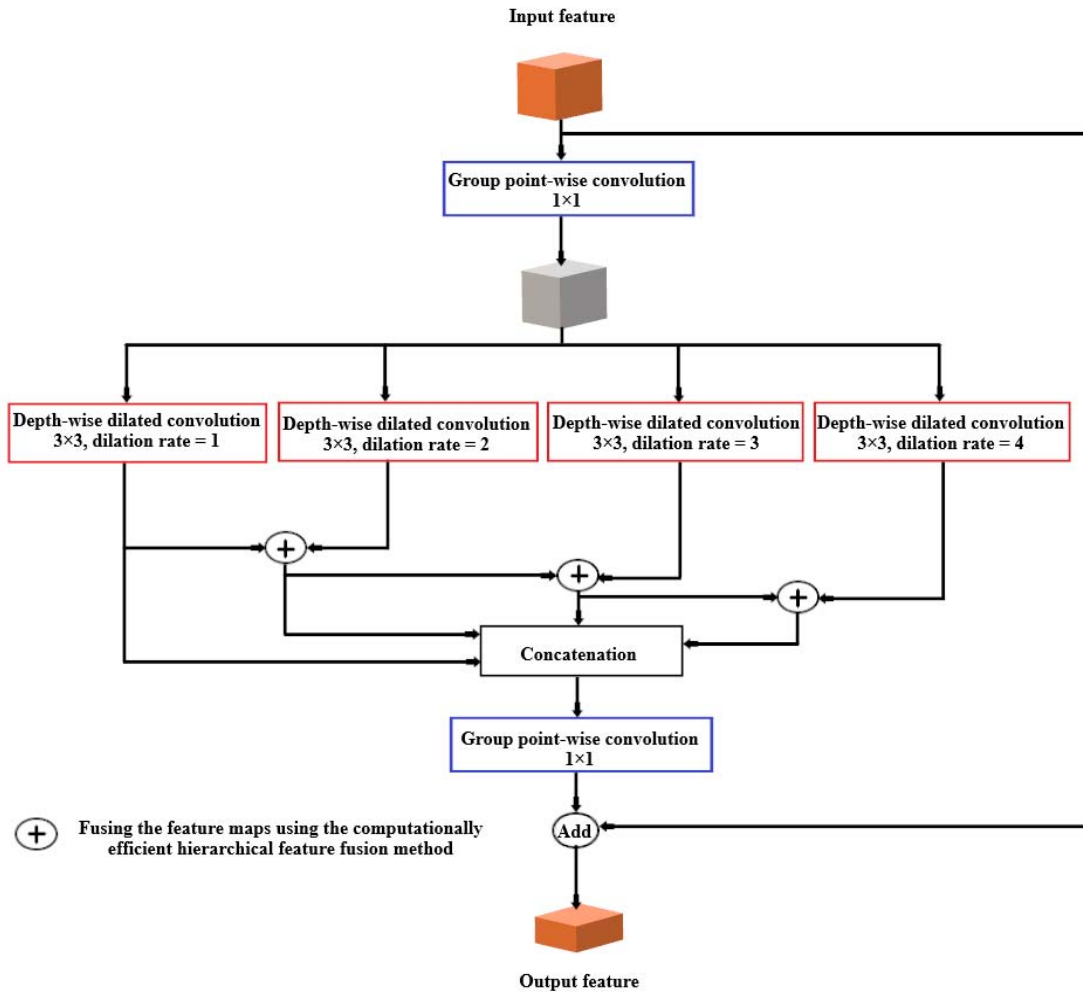 Input feature
Group point-wise convolution
1×1
Depth-wise dilated convolution
3×3, dilation rate = 1
Depth-wise dilated convolution
3×3, dilation rate = 2
Depth-wise dilated convolution
3×3, dilation rate = 3
Depth-wise dilated convolution
3×3, dilation rate = 4
+
+
+
Concatenation
Group point-wise convolution
1×1
Add
+
Fusing the feature maps using the computationally
efficient hierarchical feature fusion method
Output feature